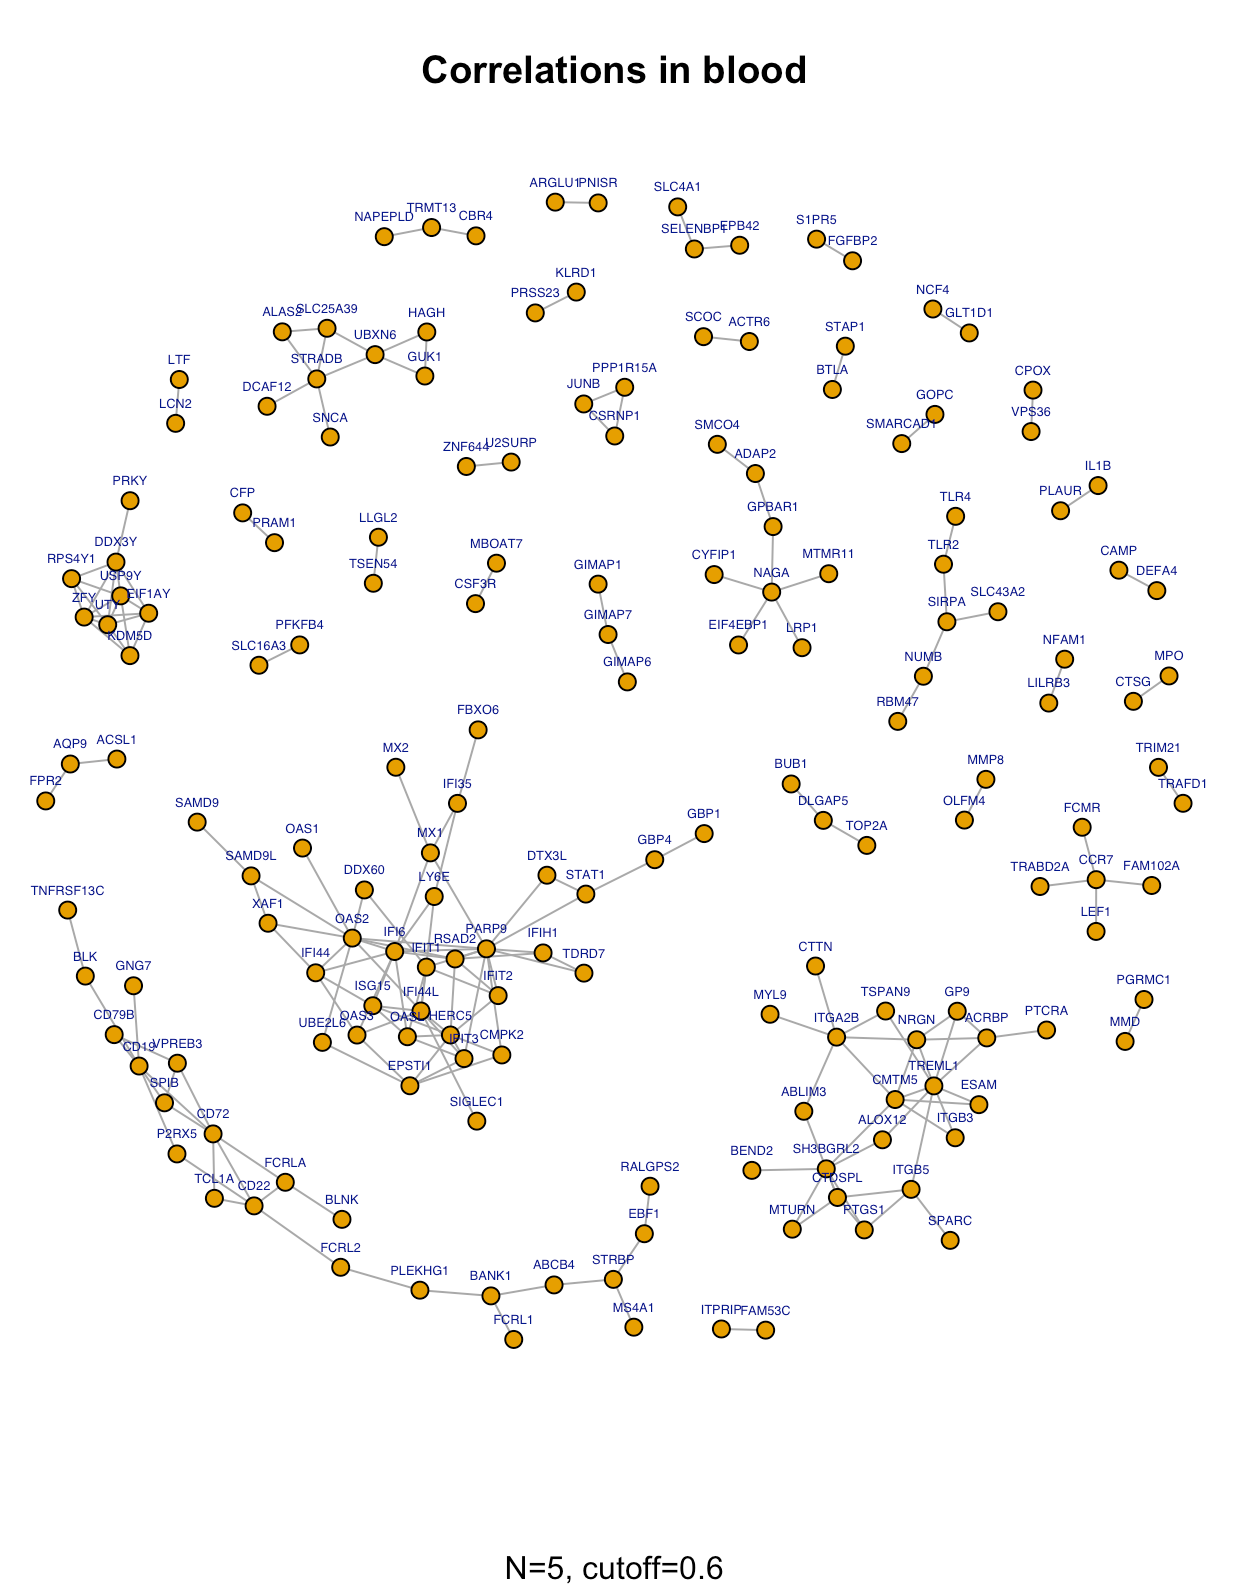 Correlations in blood
ARGLU1
PNISR
SLC4A1
NAPEPLD
TRMT13
CBR4
SELENBP1
EPB42
S1PR5
FGFBP2
KLRD1
PRSS23
NCF4
GLT1D1
ALAS2
SLC25A39
HAGH
UBXN6
STRADB
GUK1
DCAF12
SNCA
SCOC
ACTR6
STAP1
BTLA
LTF
LCN2
PPP1R15A
JUNB
CSRNP1
CPOX
VPS36
GOPC
SMARCAD1
SMCO4
ADAP2
GPBAR1
ZNF644
U2SURP
IL1B
PLAUR
PRKY
DDX3Y
RPS4Y1
USP9Y
ZFY
UTY
EIF1AY
KDM5D
CFP
PRAM1
LLGL2
TSEN54
MBOAT7
CSF3R
GIMAP1
GIMAP7
GIMAP6
CYFIP1
MTMR11
NAGA
EIF4EBP1
LRP1
TLR4
TLR2
SIRPA
SLC43A2
NUMB
RBM47
CAMP
DEFA4
PFKFB4
SLC16A3
NFAM1
LILRB3
MPO
CTSG
AQP9
ACSL1
FPR2
FBXO6
MX2
IFI35
SAMD9
OAS1
MX1
GBP1
GBP4
BUB1
DLGAP5
TOP2A
MMP8
OLFM4
TRIM21
TRAFD1
FCMR
CCR7
TRABD2A
FAM102A
LEF1
SAMD9L
DDX60
LY6E
DTX3L
STAT1
TNFRSF13C
XAF1
OAS2
IFI6
IFIT1
RSAD2
PARP9
IFIH1
TDRD7
IFI44
IFIT2
BLK
GNG7
ISG15
IFI44L
UBE2L6
OAS3
OASL
HERC5
IFIT3
CMPK2
EPSTI1
SIGLEC1
CD79B
CD19
VPREB3
SPIB
CD72
P2RX5
TCL1A
CD22
FCRLA
BLNK
FCRL2
PLEKHG1
BANK1
FCRL1
ABCB4
STRBP
MS4A1
EBF1
RALGPS2
CTTN
MYL9
ITGA2B
TSPAN9
NRGN
GP9
ACRBP
PTCRA
PGRMC1
MMD
TREML1
CMTM5
ESAM
ABLIM3
ALOX12
ITGB3
BEND2
SH3BGRL2
CTDSPL
ITGB5
MTURN
PTGS1
SPARC
ITPRIP
FAM53C
N=5, cutoff=0.6